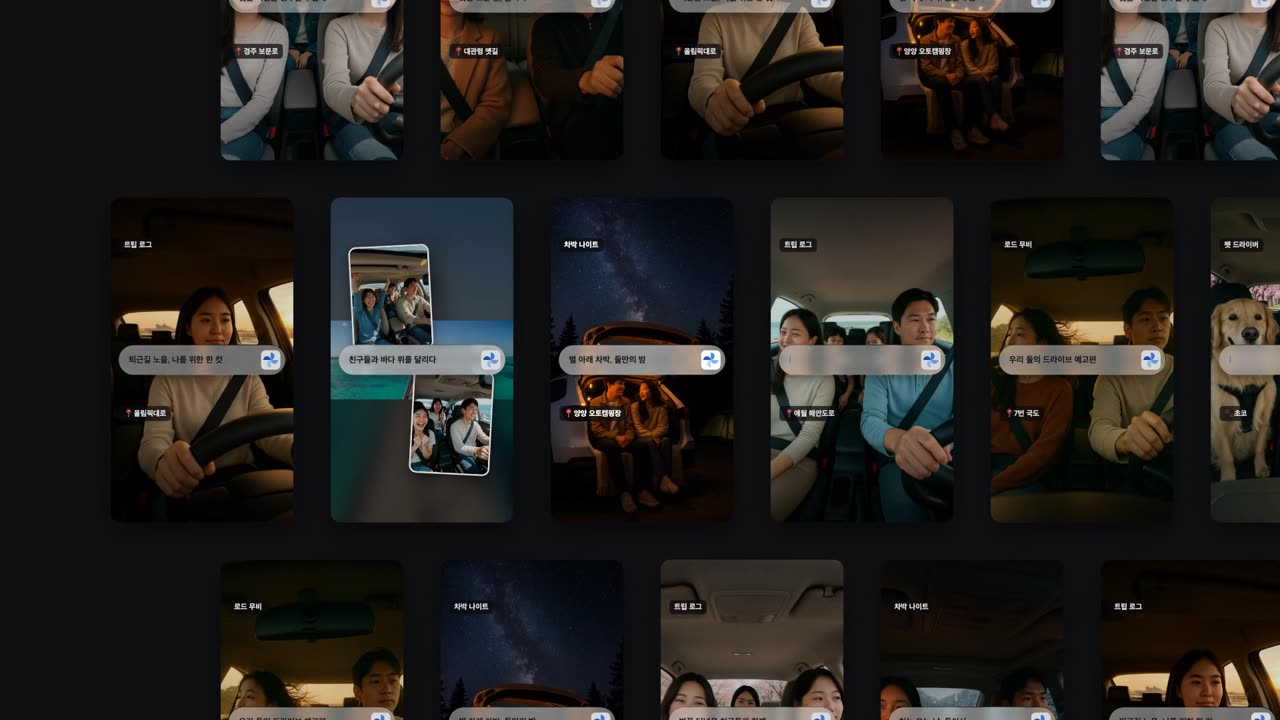 경주 보문로
대관령 옛길
올림픽대로
양양 오토캠핑장
경주 보문로
트립 로그
퇴근길 노을, 나를 위한 한 컷
올림픽대로
친구들과 바다 위를 달리다
차박 나이트
별 아래 차박, 둘만의 밤
양양 오토캠핑장
트립 로그
애월 해안도로
로드 무비
우리 둘의 드라이브 예고편
7번 국도
펫 드라이버
초코
로드 무비
차박 나이트
트립 로그
차박 나이트
트립 로그